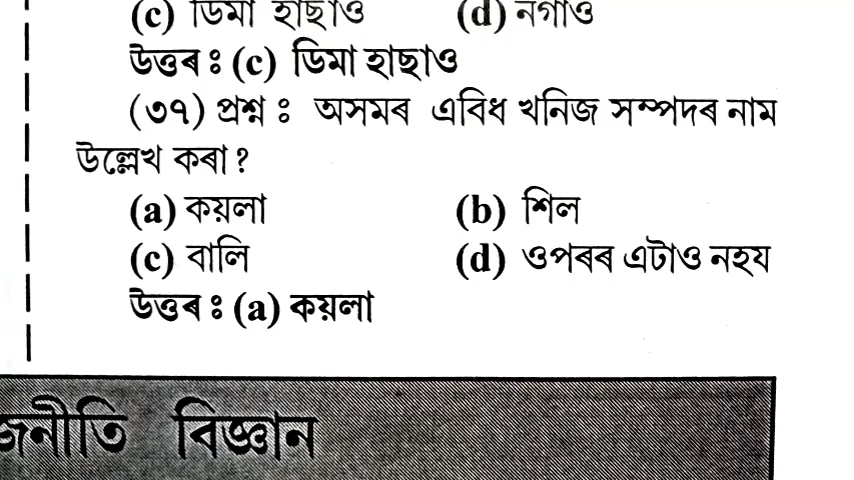 (c) ডিমা হাছাও (d) নগাঁও
উত্তৰ ঃ (c) ডিমা হাছাও
(৩৭) প্ৰশ্ন ঃ অসমৰ এবিধ খনিজ সম্পদৰ নাম
উল্লেখ কৰা ?
(a) কয়লা (b) শিল
(c) বালি (d) ওপৰৰ এটাও নহয
উত্তৰ ঃ (a) কয়লা
জনীতি বিজ্ঞান